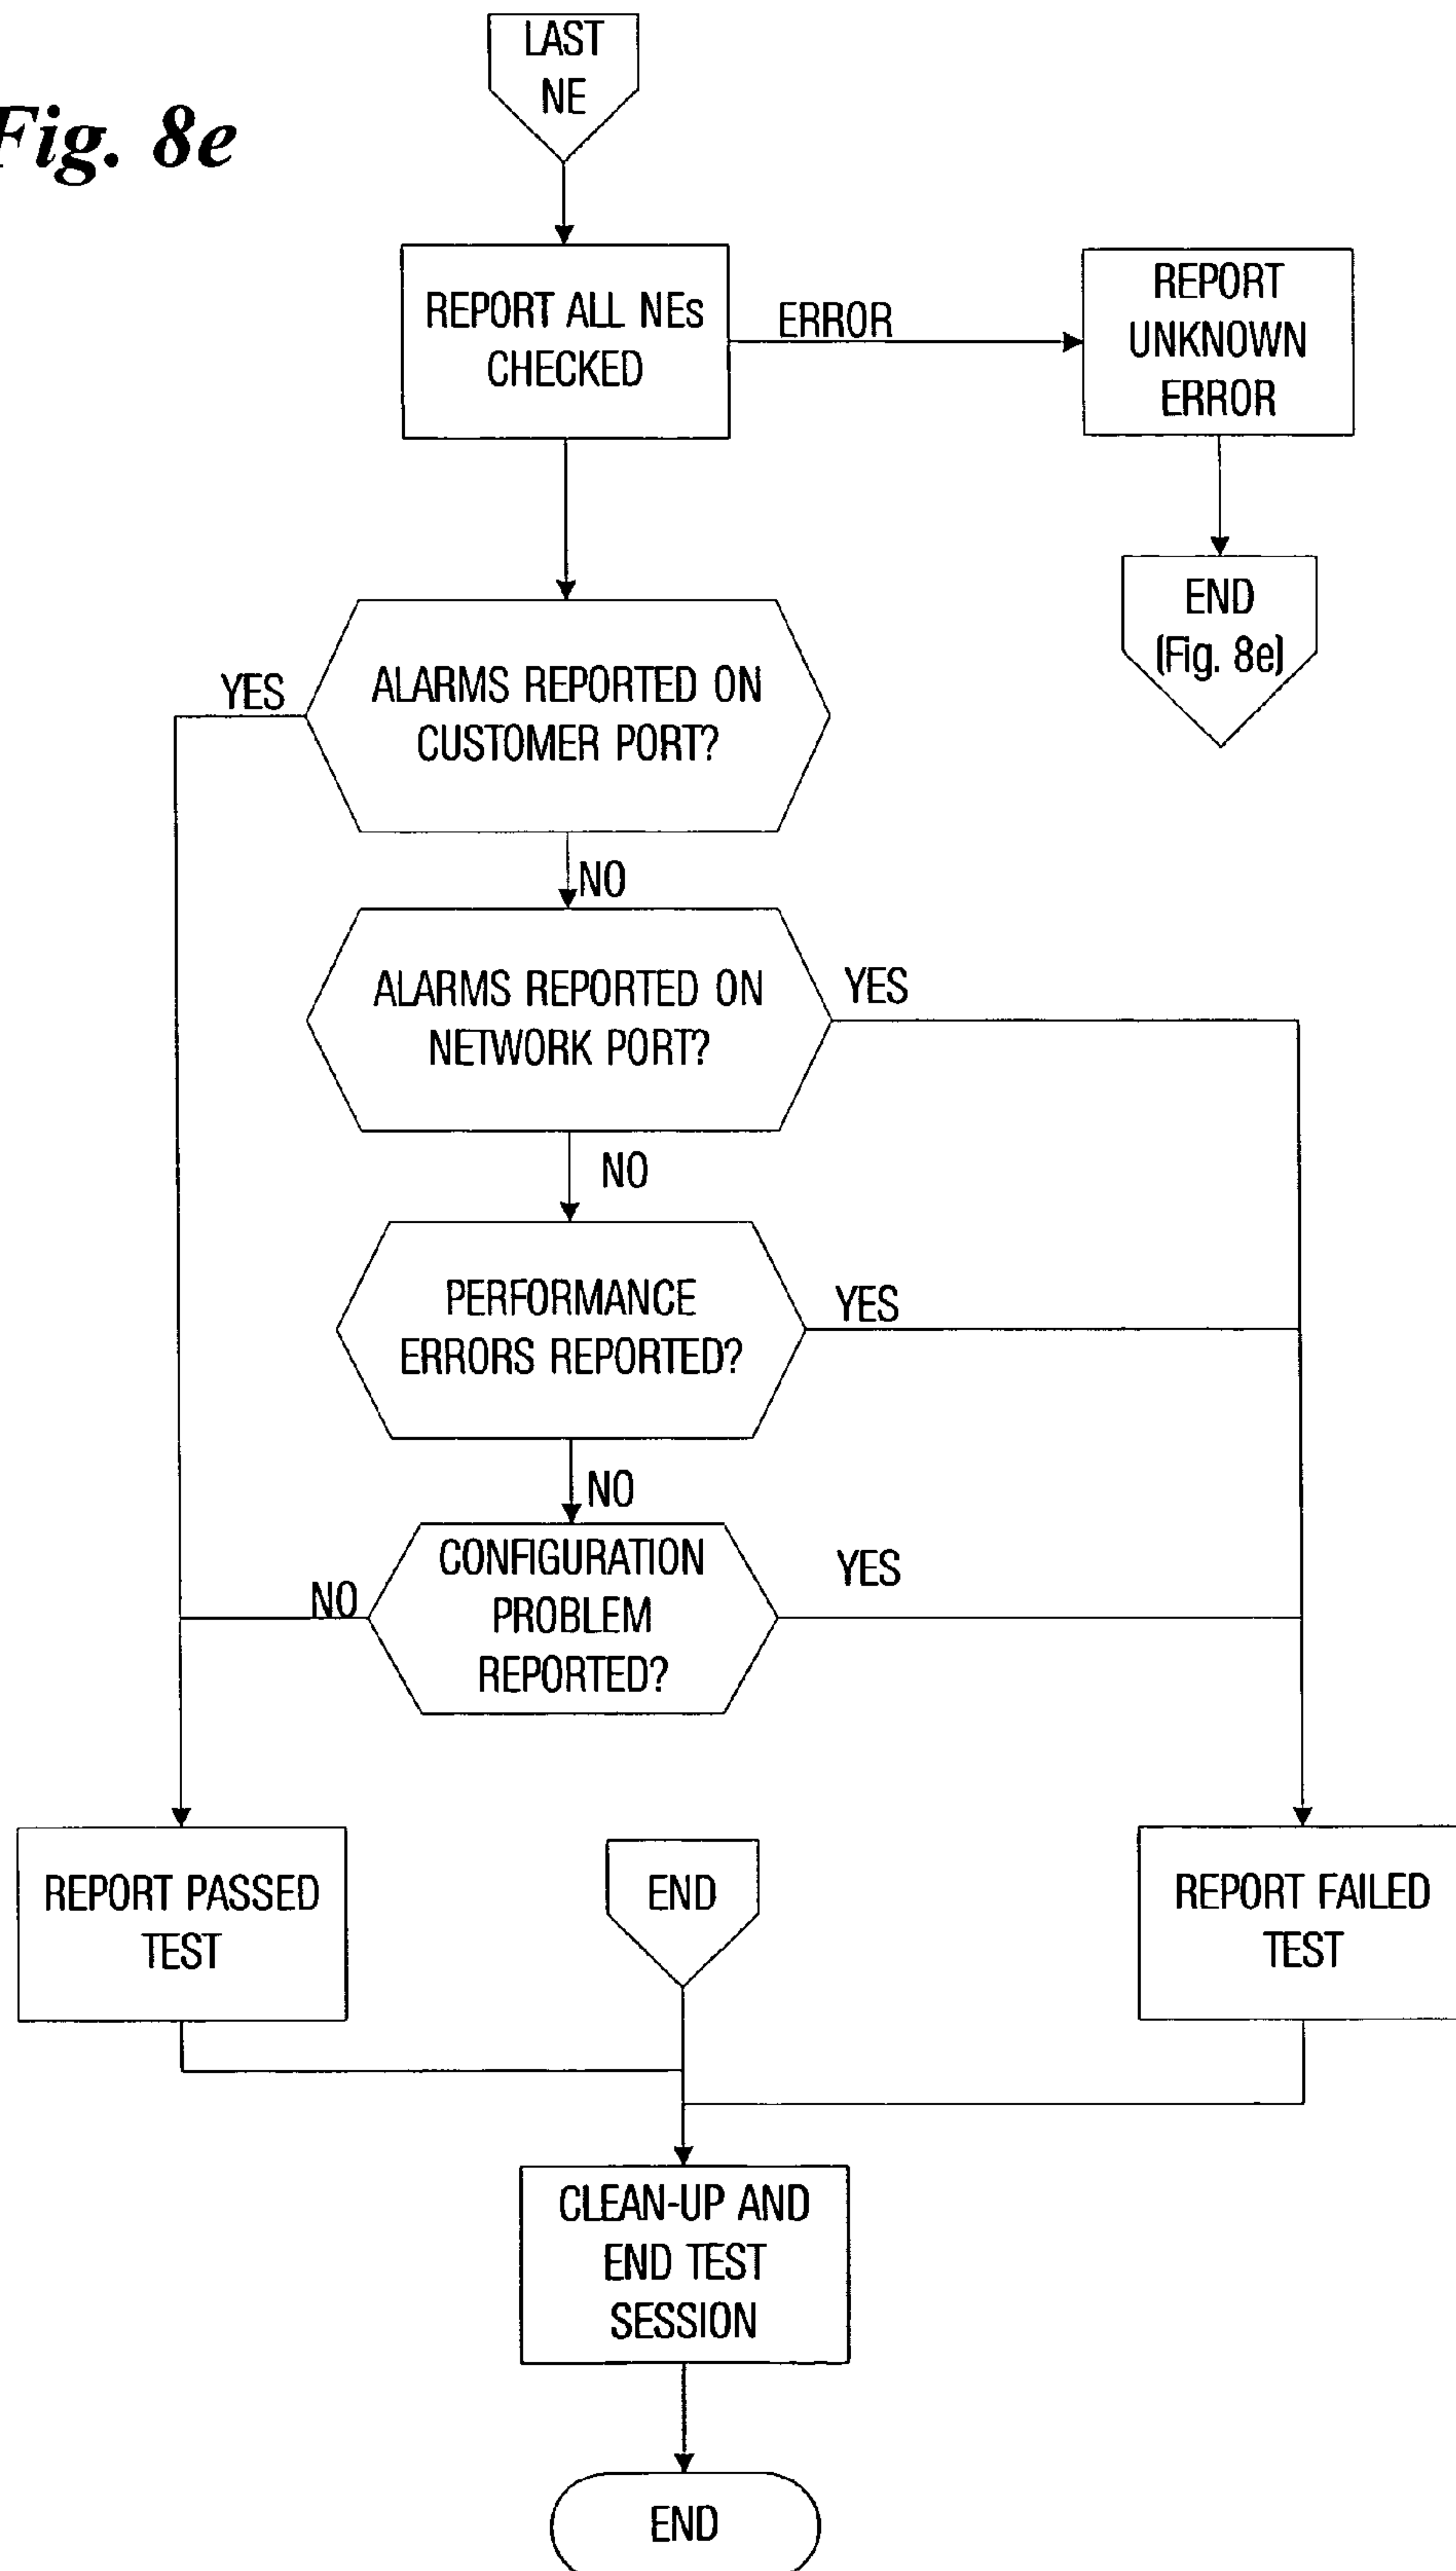 Fig. 8e
LAST
NE
REPORT ALL NEs
CHECKED
ERROR
REPORT
UNKNOWN
ERROR
END
(Fig. 8e)
YES
ALARMS REPORTED ON
CUSTOMER PORT?
NO
ALARMS REPORTED ON
NETWORK PORT?
YES
NO
PERFORMANCE
ERRORS REPORTED?
YES
NO
CONFIGURATION
PROBLEM
REPORTED?
YES
NO
REPORT PASSED
TEST
END
REPORT FAILED
TEST
CLEAN-UP AND
END TEST
SESSION
END